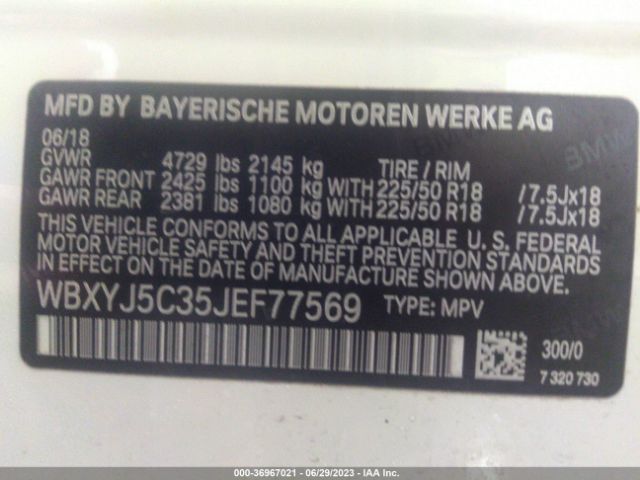 MFD BY BAYERISCHE MOTOREN WERKE AG
06/18
GVWR 4729 lbs 2145 kg TIRE / RIM
GAWR FRONT 2425 lbs 1100 kg WITH 225/50 R18 /7.5Jx18
GAWR REAR 2381 lbs 1080 kg WITH 225/50 R18 /7.5Jx18
THIS VEHICLE CONFORMS TO ALL APPLICABLE U.S. FEDERAL
MOTOR VEHICLE SAFETY AND THEFT PREVENTION STANDARDS
IN EFFECT ON THE DATE OF MANUFACTURE SHOWN ABOVE.
WBXYJ5C35JEF77569 TYPE: MPV
300/0
7 320 730
000-36967021 - 06/29/2023 - IAA Inc.